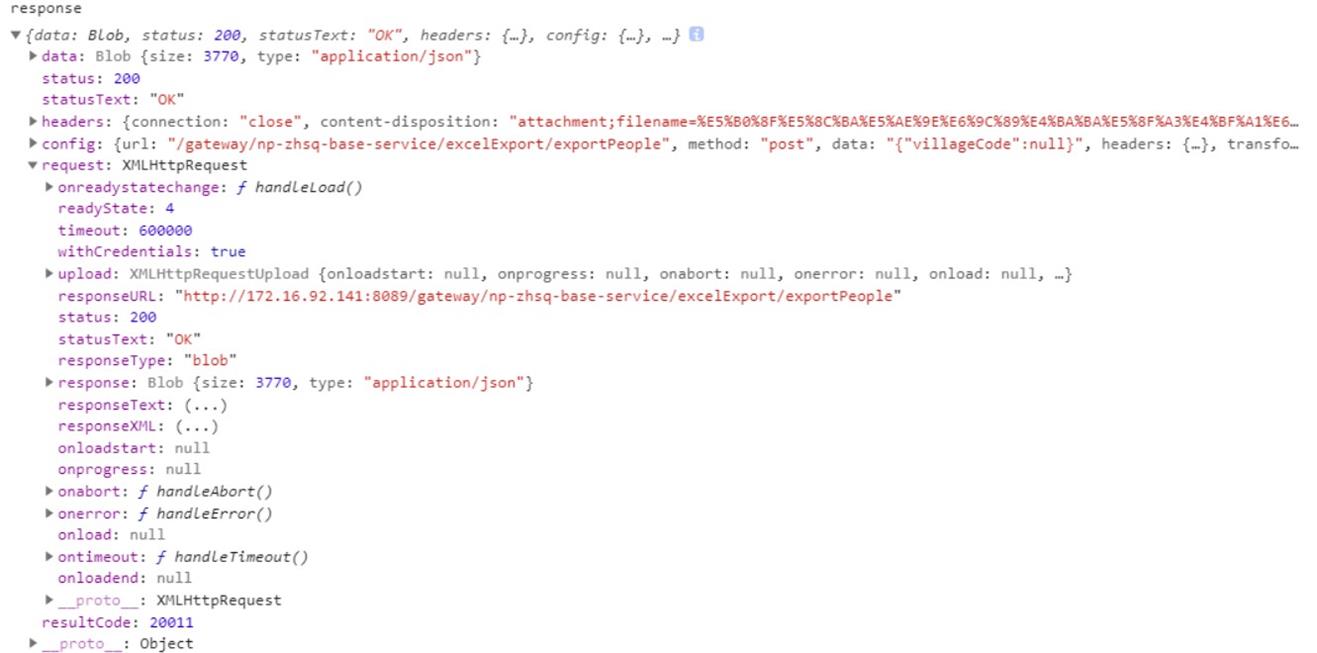 response
▼{data: Blob, status: 200, statusText: "OK", headers: {…}, config: {…}, …} i
▶data: Blob {size: 3770, type: "application/json"}
status: 200
statusText: "OK"
▶headers: {connection: "close", content-disposition: "attachment;filename=%E5%B0%8F%E5%8C%BA%E5%AE%9E%E6%9C%89%E4%BA%BA%E5%8F%A3%E4%BF%A1%E6…
▶config: {url: "/gateway/np-zhsq-base-service/excelExport/exportPeople", method: "post", data: "{"villageCode":null}", headers: {…}, transfo…
▼request: XMLHttpRequest
▶onreadystatechange: ƒ handleLoad()
readyState: 4
timeout: 600000
withCredentials: true
▶upload: XMLHttpRequestUpload {onloadstart: null, onprogress: null, onabort: null, onerror: null, onload: null, …}
responseURL: "http://172.16.92.141:8089/gateway/np-zhsq-base-service/excelExport/exportPeople"
status: 200
statusText: "OK"
responseType: "blob"
▶response: Blob {size: 3770, type: "application/json"}
responseText: (...)
responseXML: (...)
onloadstart: null
onprogress: null
▶onabort: ƒ handleAbort()
▶onerror: ƒ handleError()
onload: null
▶ontimeout: ƒ handleTimeout()
onloadend: null
▶__proto__: XMLHttpRequest
resultCode: 20011
▶__proto__: Object